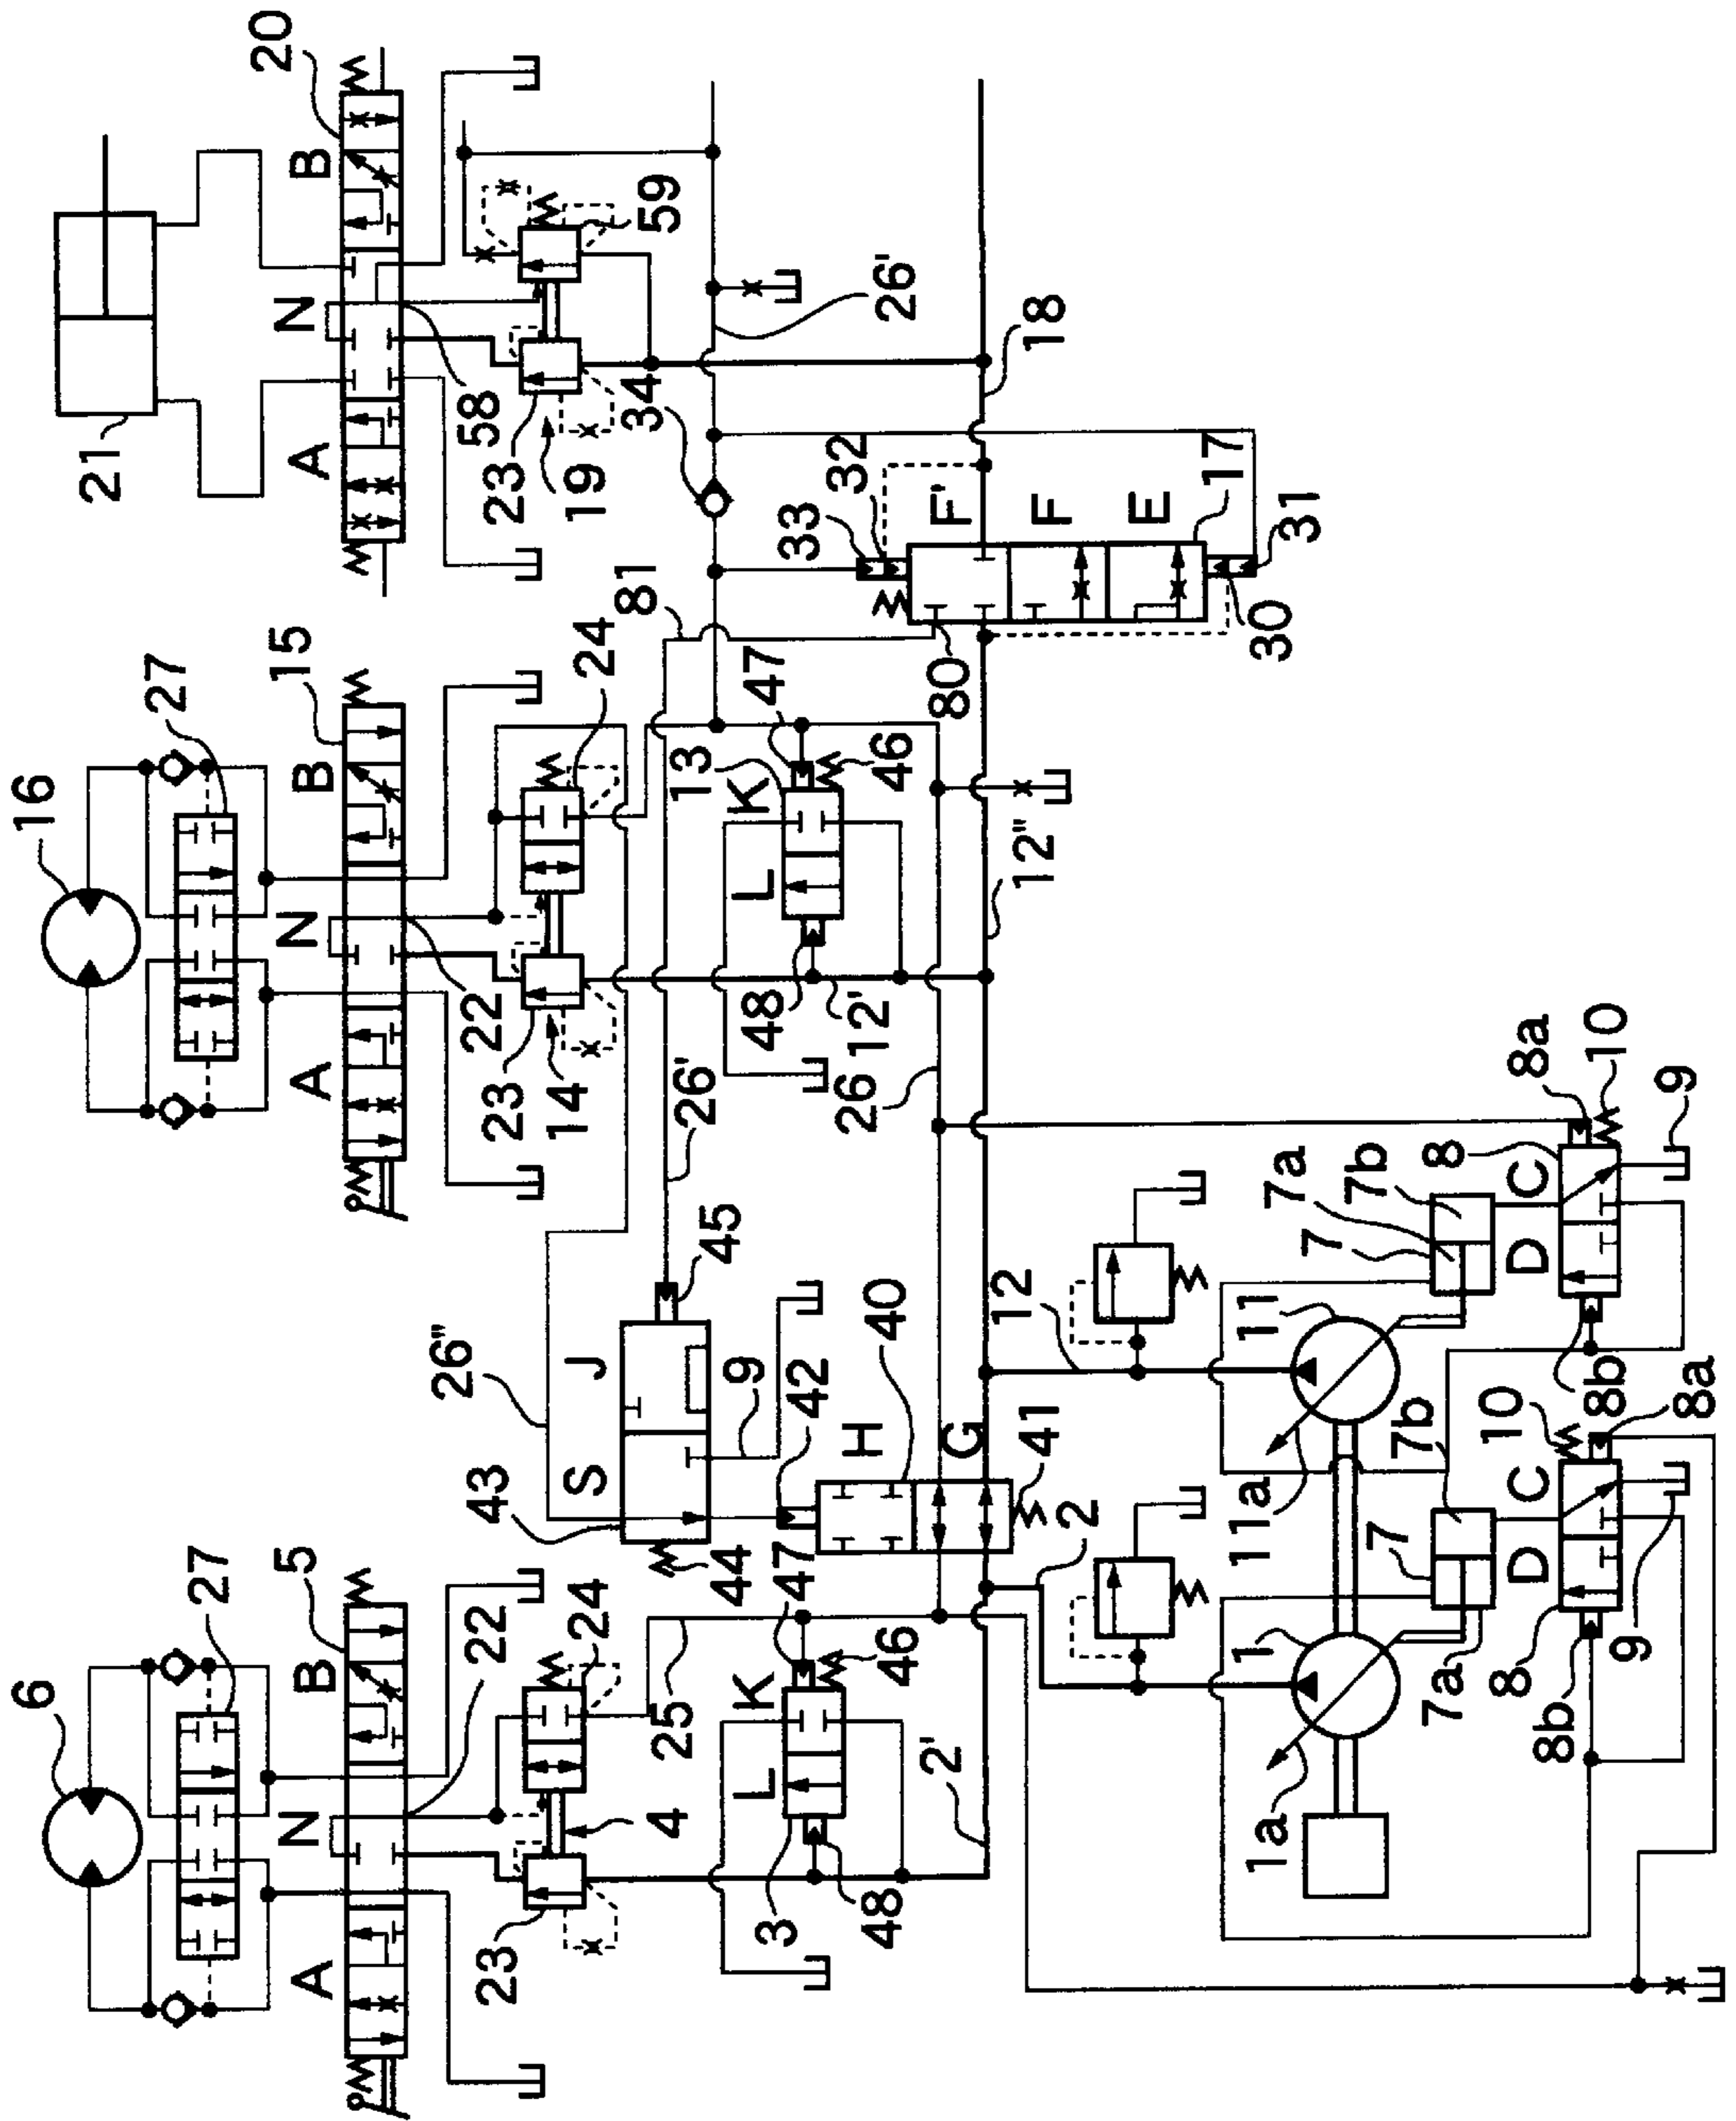 20
B
N
A
21
58
59
23
19
34
26'
18
32
33
F'
F
E
17
31
30
80
81
15
27
16
B
N
A
22
24
23
14
13
K
L
47
46
48
12'
12"
26
26'
26"
45
J
S
43
44
42
9
40
H
G
41
12
2
11
11a
7
7a
7b
8
8a
8b
C
D
10
9
5
27
6
B
N
A
22
24
23
4
25
3
K
L
47
46
48
2'
1
1a
7
7a
7b
8
8a
8b
C
D
10
9